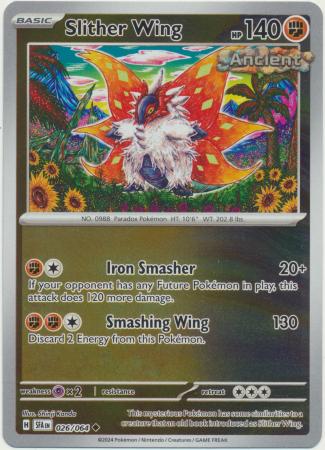 BASIC
Slither Wing
HP 140
Ancient
NO. 0988 Paradox Pokémon HT: 10'6" WT: 202.8 lbs
Iron Smasher 20+
If your opponent has any Future Pokémon in play, this
attack does 120 more damage.
Smashing Wing 130
Discard 2 Energy from this Pokémon.
weakness ×2 resistance retreat
Illus. Shinji Kanda
H SFA EN 026/064
This mysterious Pokémon has some similarities to a
creature that an old book introduced as Slither Wing.
©2024 Pokémon / Nintendo / Creatures / GAME FREAK